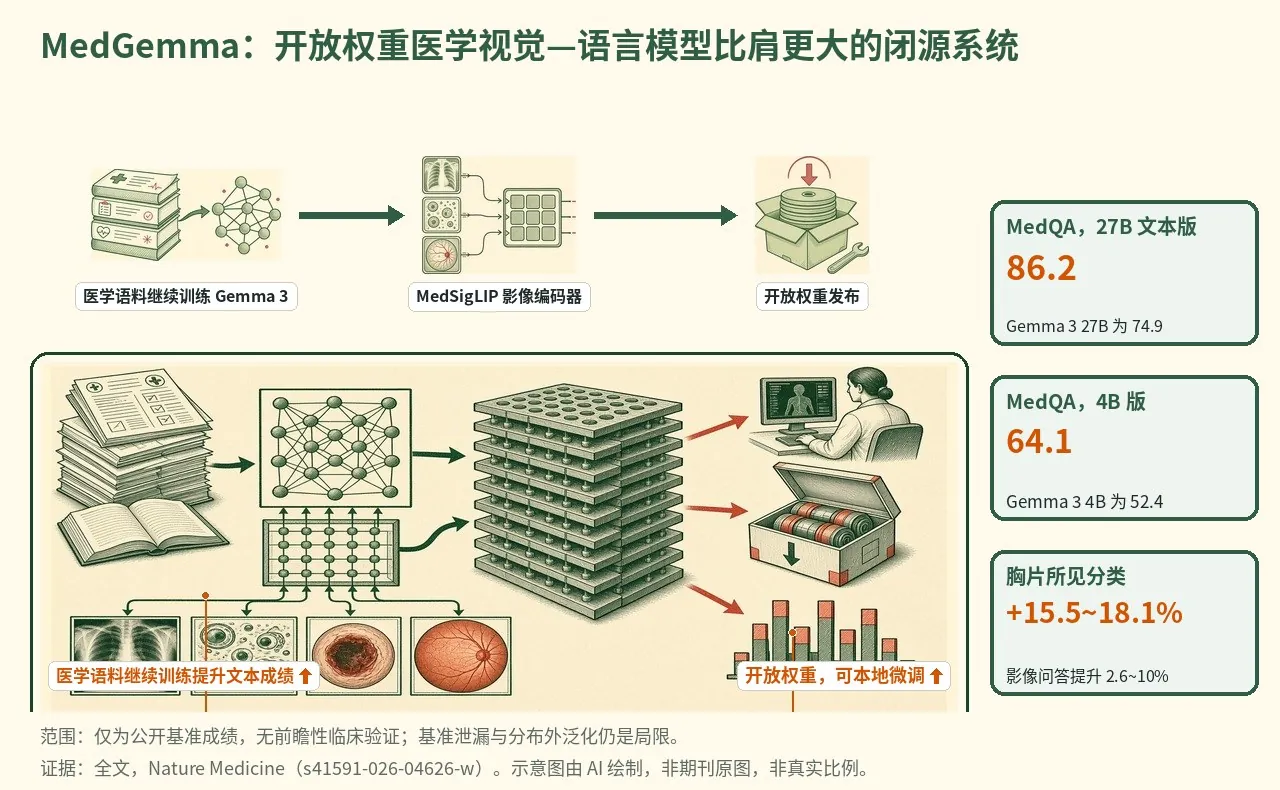 MedGemma：开放权重医学视觉—语言模型比肩更大的闭源系统
医学语料继续训练 Gemma 3
MedSigLIP 影像编码器
开放权重发布
MedQA，27B 文本版
86.2
Gemma 3 27B 为 74.9
MedQA，4B 版
64.1
Gemma 3 4B 为 52.4
胸片所见分类
+15.5~18.1%
影像问答提升 2.6~10%
医学语料继续训练提升文本成绩 ⬆
开放权重，可本地微调 ⬆
范围：仅为公开基准成绩，无前瞻性临床验证；基准泄漏与分布外泛化仍是局限。
证据：全文，Nature Medicine（s41591-026-04626-w）。示意图由 AI 绘制，非期刊原图，非真实比例。